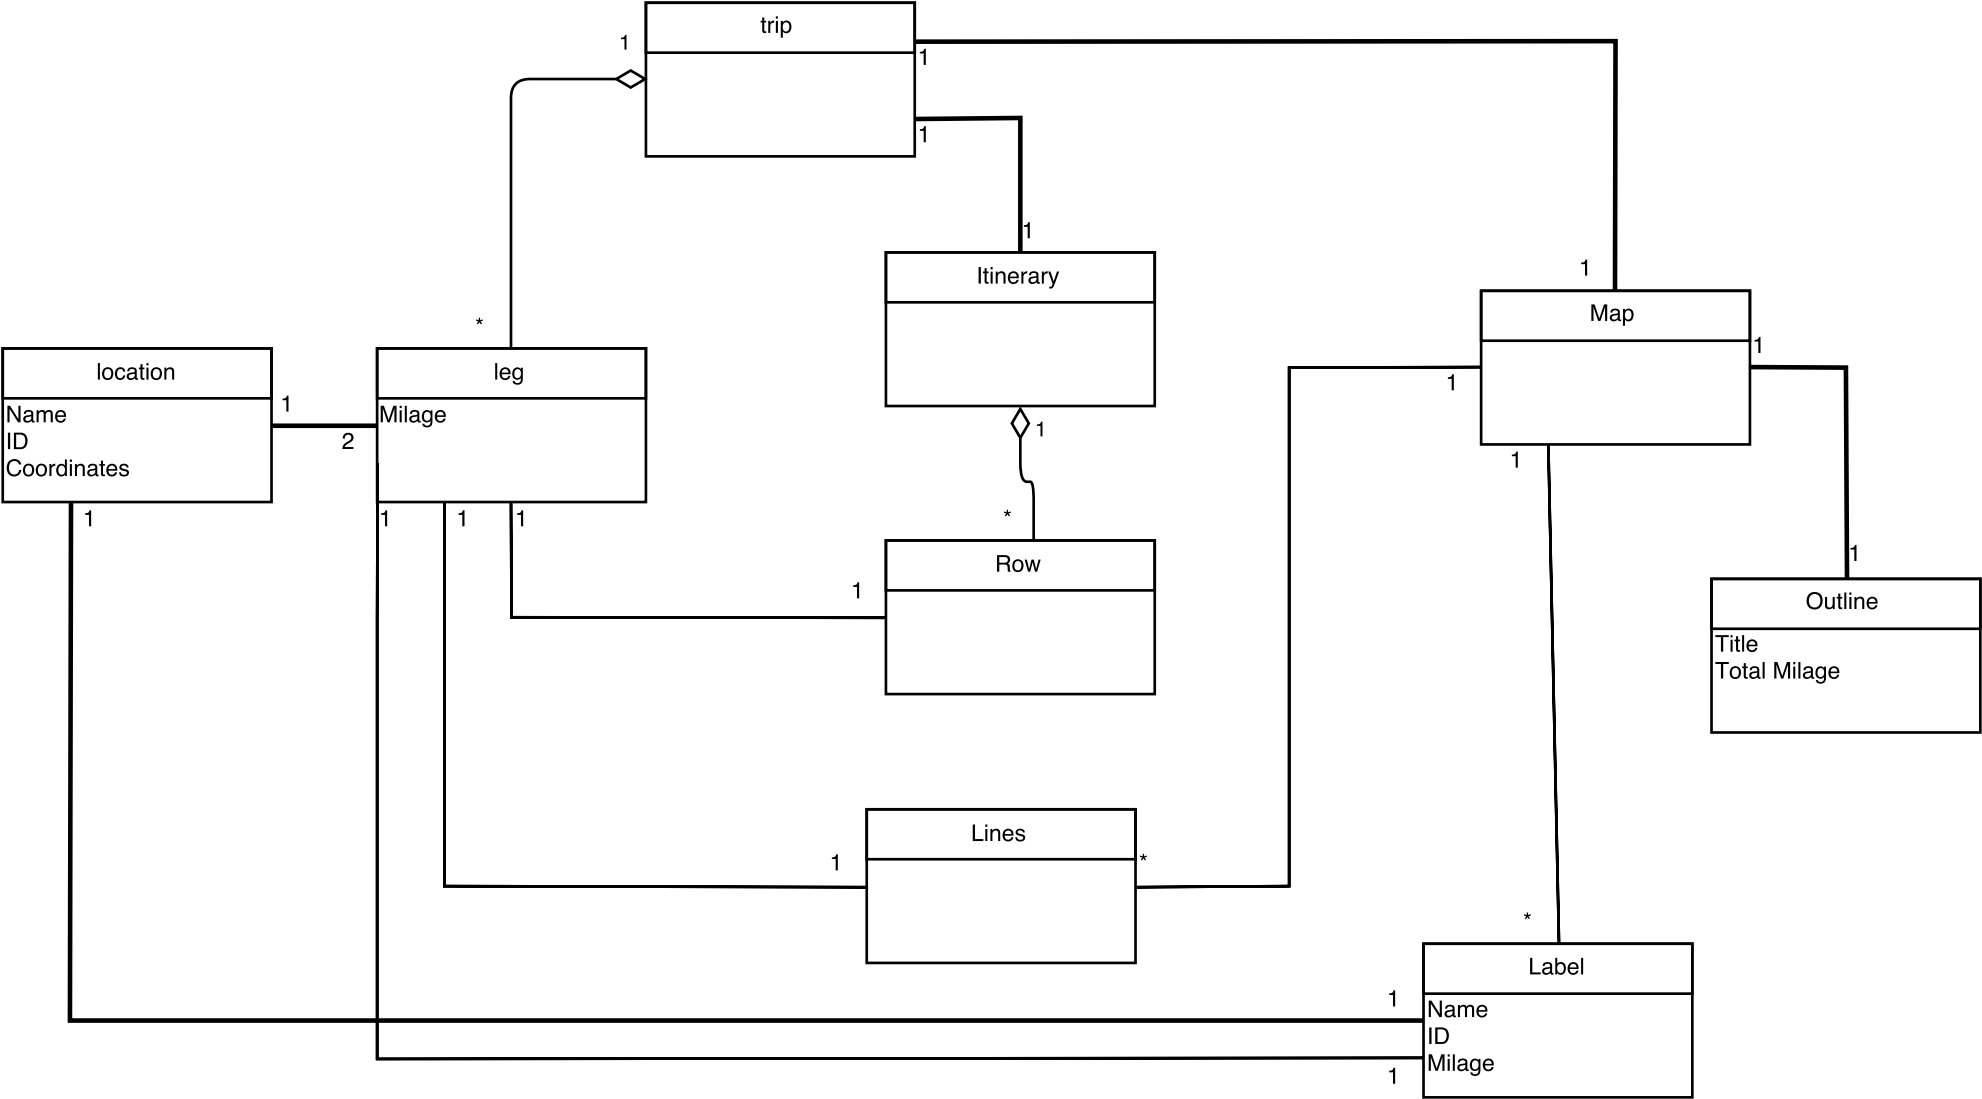 trip
1
1
1
1
Itinerary
1
Map
*
1
location
leg
1
1
1
Name
ID
Coordinates
Milage
2
1
1
*
1
1
1
1
Row
1
1
Outline
Title
Total Milage
Lines
1
*
*
Label
1
Name
ID
Milage
1